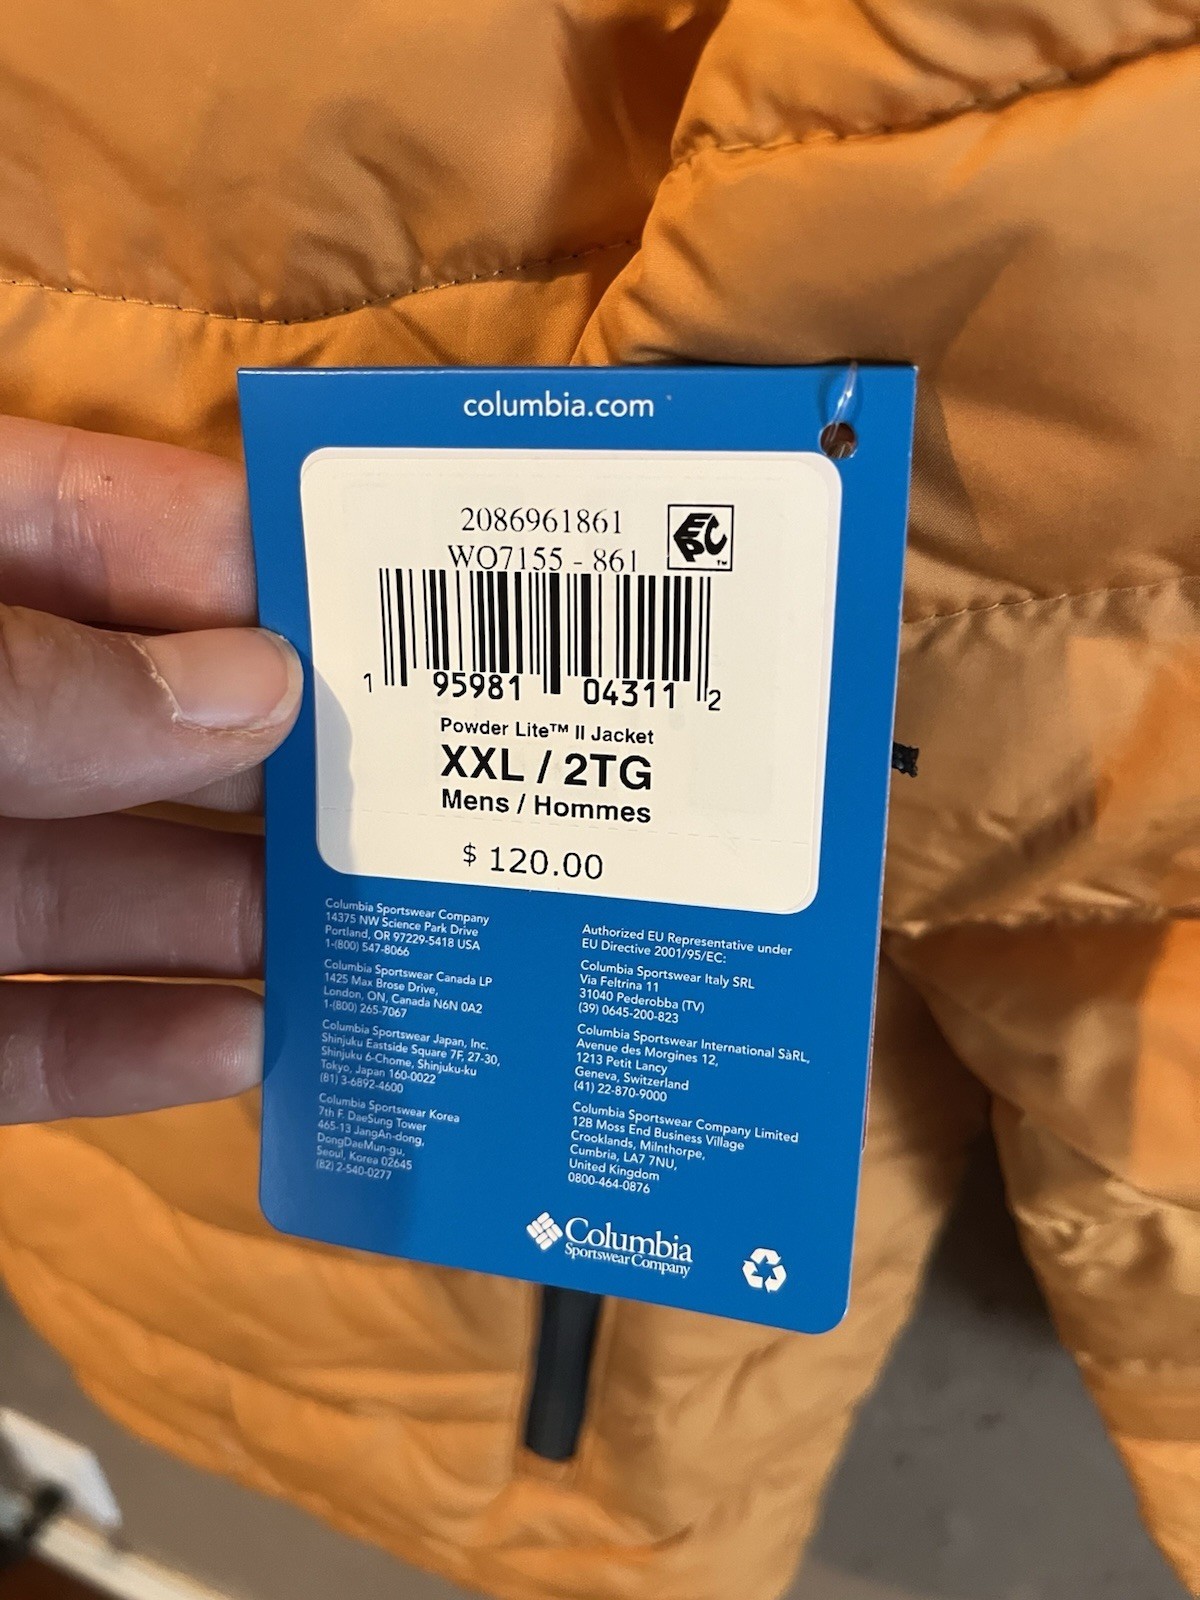 columbia.com
2086961861
WO7155 - 861
EPC™
1 95981 04311 2
Powder Lite™ II Jacket
XXL / 2TG
Mens / Hommes
$ 120.00
Columbia Sportswear Company
14375 NW Science Park Drive
Portland, OR 97229-5418 USA
1-(800) 547-8066
Columbia Sportswear Canada LP
1425 Max Brose Drive,
London, ON, Canada N6N 0A2
1-(800) 265-7067
Columbia Sportswear Japan, Inc.
Shinjuku Eastside Square 7F, 27-30,
Shinjuku 6-Chome, Shinjuku-ku
Tokyo, Japan 160-0022
(81) 3-6892-4600
Columbia Sportswear Korea
7th F. DaeSung Tower
465-13 JangAn-dong,
DongDaeMun-gu,
Seoul, Korea 02645
(82) 2-540-0277
Authorized EU Representative under
EU Directive 2001/95/EC:
Columbia Sportswear Italy SRL
Via Feltrina 11
31040 Pederobba (TV)
(39) 0645-200-823
Columbia Sportswear International SàRL,
Avenue des Morgines 12,
1213 Petit Lancy
Geneva, Switzerland
(41) 22-870-9000
Columbia Sportswear Company Limited
12B Moss End Business Village
Crooklands, Milnthorpe,
Cumbria, LA7 7NU,
United Kingdom
0800-464-0876
Columbia
Sportswear Company